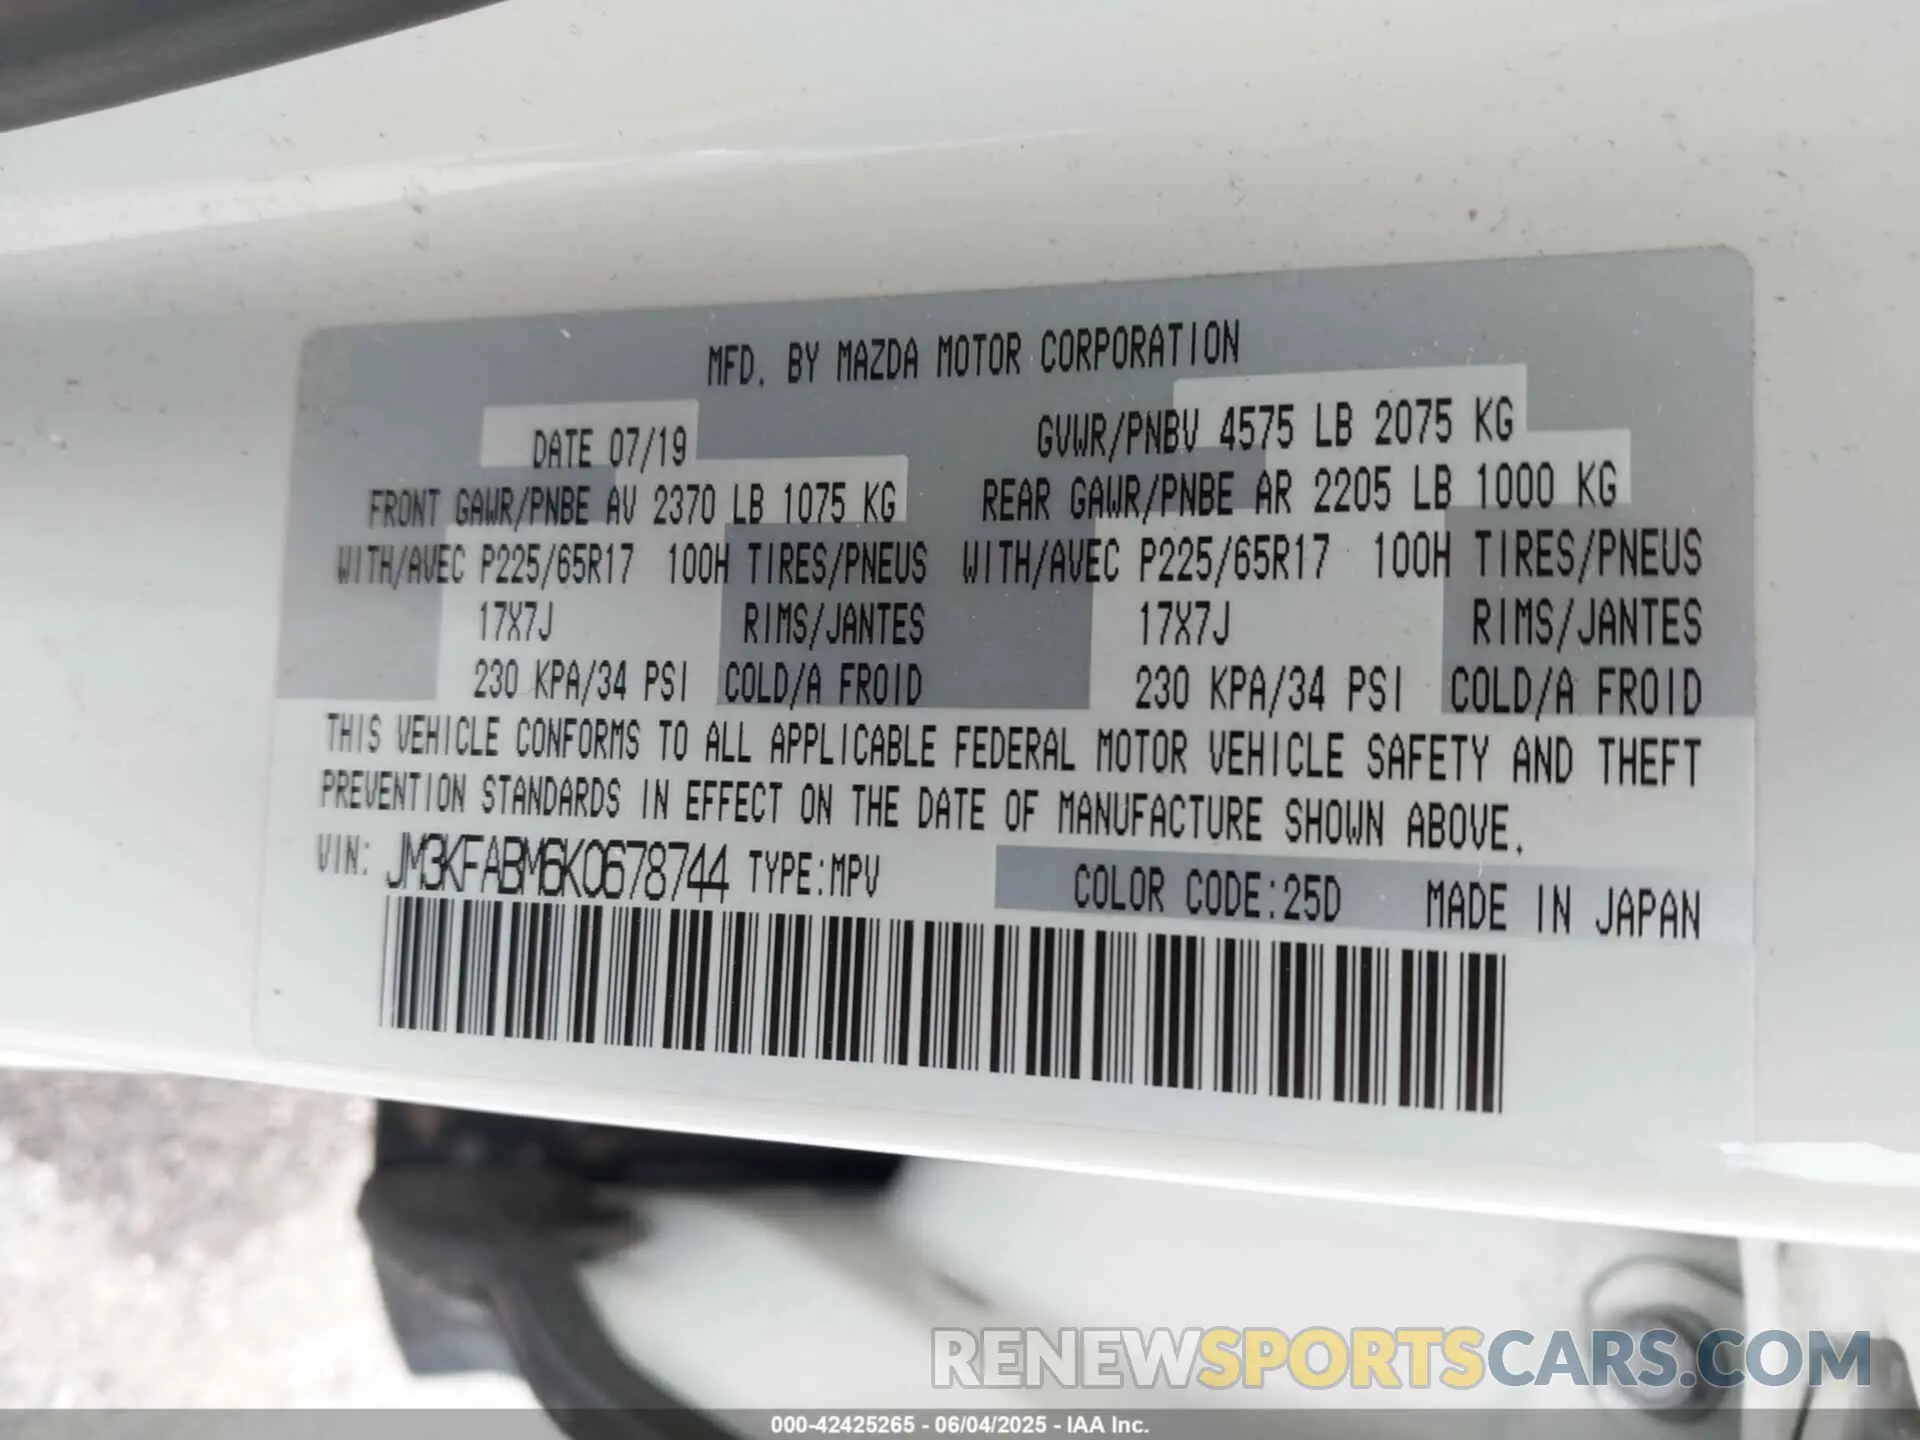 MFD. BY MAZDA MOTOR CORPORATION
DATE 07/19 GVWR/PNBV 4575 LB 2075 KG
FRONT GAWR/PNBE AV 2370 LB 1075 KG REAR GAWR/PNBE AR 2205 LB 1000 KG
WITH/AVEC P225/65R17 100H TIRES/PNEUS WITH/AVEC P225/65R17 100H TIRES/PNEUS
17X7J RIMS/JANTES 17X7J RIMS/JANTES
230 KPA/34 PSI COLD/A FROID 230 KPA/34 PSI COLD/A FROID
THIS VEHICLE CONFORMS TO ALL APPLICABLE FEDERAL MOTOR VEHICLE SAFETY AND THEFT
PREVENTION STANDARDS IN EFFECT ON THE DATE OF MANUFACTURE SHOWN ABOVE.
VIN: JM3KFABM6K0678744 TYPE:MPV COLOR CODE:25D MADE IN JAPAN
RENEWSPORTSCARS.COM
000-42425265 - 06/04/2025 - IAA Inc.